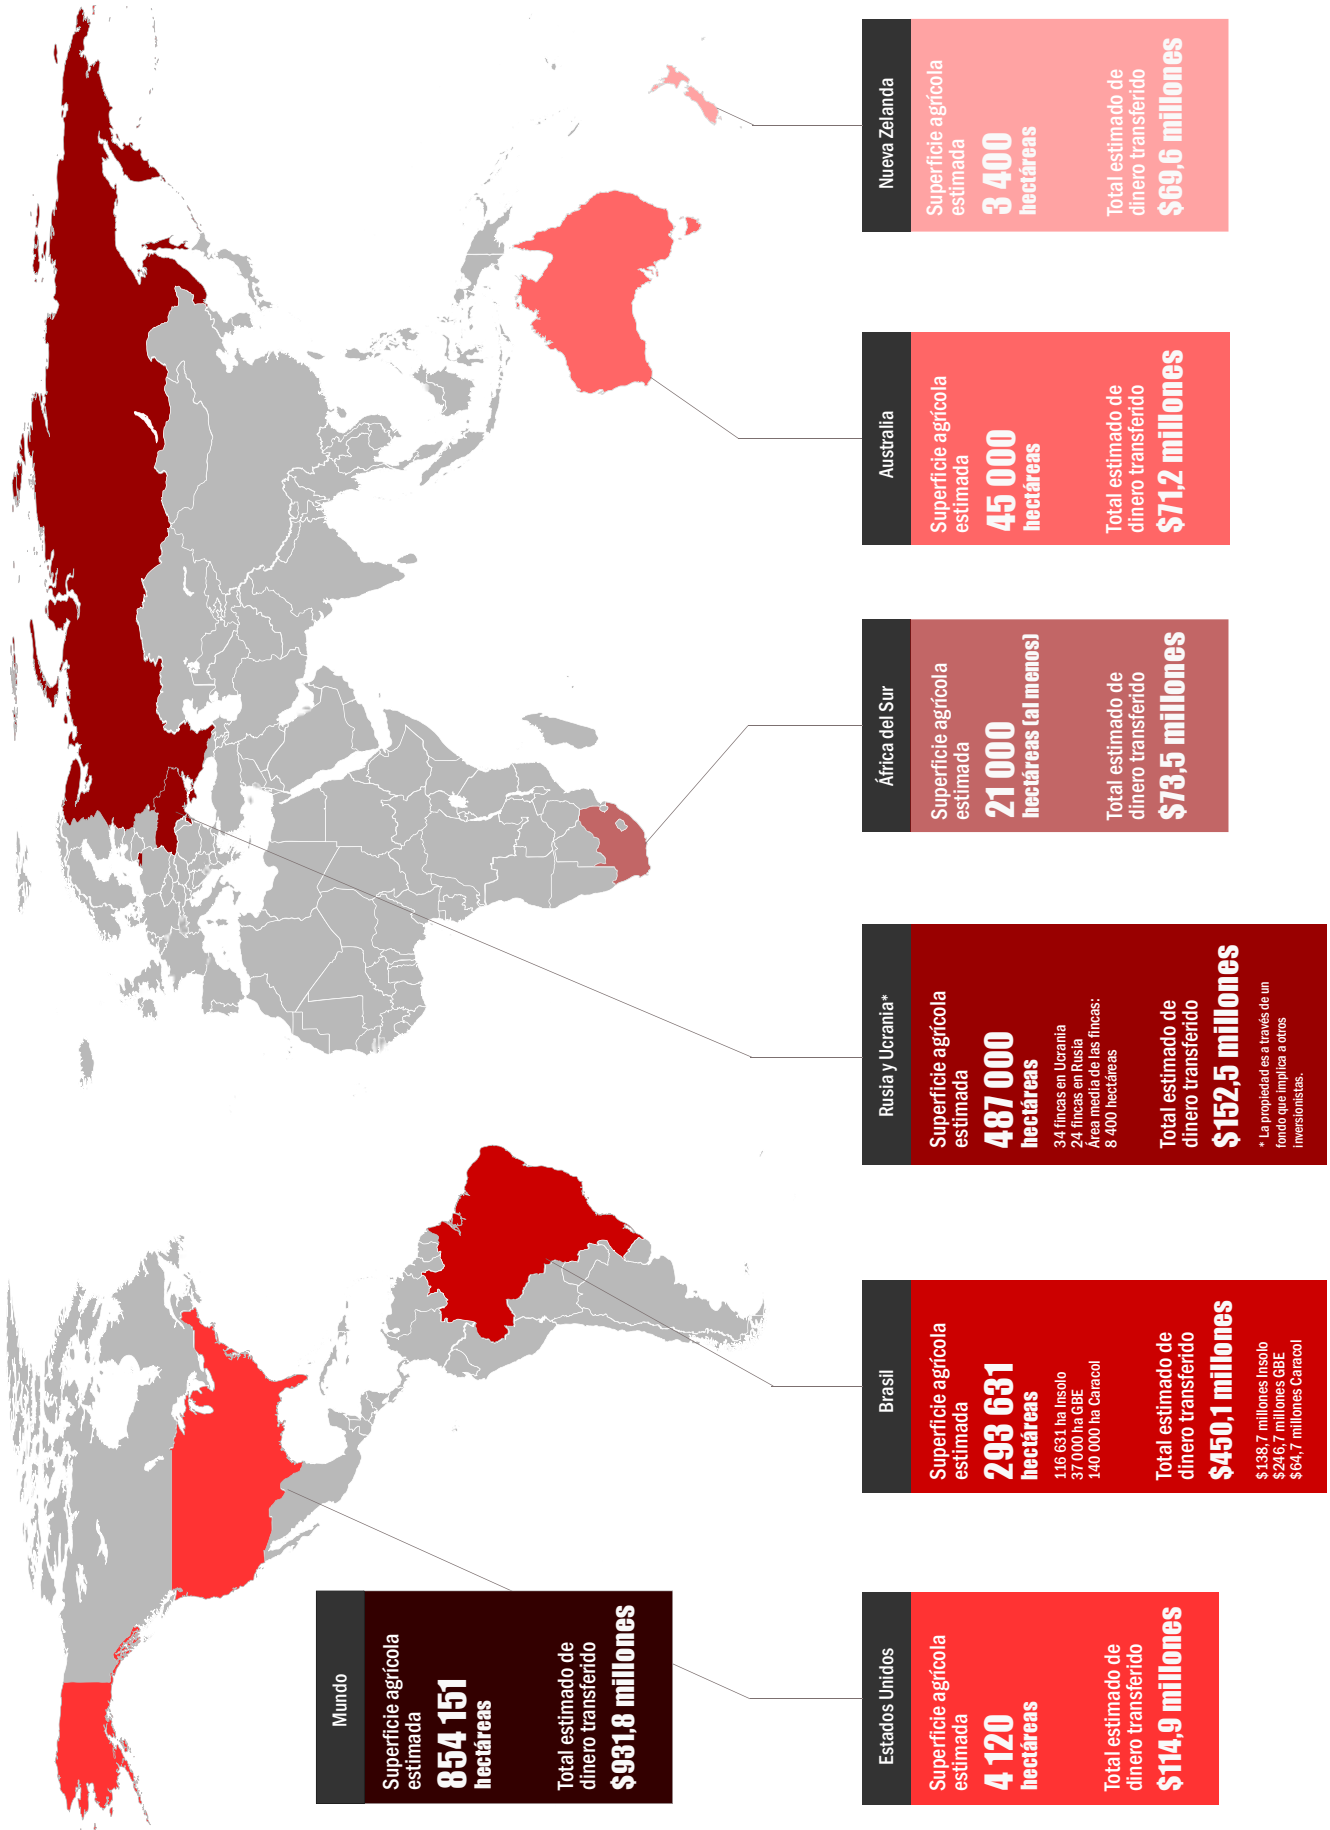 Mundo
Superficie agrícola
estimada
854 151
hectáreas
Total estimado de
dinero transferido
$931,8 millones
Estados Unidos
Superficie agrícola
estimada
4 120
hectáreas
Total estimado de
dinero transferido
$114,9 millones
Brasil
Superficie agrícola
estimada
293 631
hectáreas
116 631 ha Insolo
37 000 ha GBE
140 000 ha Caracol
Total estimado de
dinero transferido
$450,1 millones
$138,7 millones Insolo
$246,7 millones GBE
$64,7 millones Caracol
Rusia y Ucrania*
Superficie agrícola
estimada
487 000
hectáreas
34 fincas en Ucrania
24 fincas en Rusia
Área media de las fincas:
8 400 hectáreas
Total estimado de
dinero transferido
$152,5 millones
* La propiedad es a través de un
fondo que implica a otros
inversionistas.
África del Sur
Superficie agrícola
estimada
21 000
hectáreas (al menos)
Total estimado de
dinero transferido
$73,5 millones
Australia
Superficie agrícola
estimada
45 000
hectáreas
Total estimado de
dinero transferido
$71,2 millones
Nueva Zelanda
Superficie agrícola
estimada
3 400
hectáreas
Total estimado de
dinero transferido
$69,6 millones